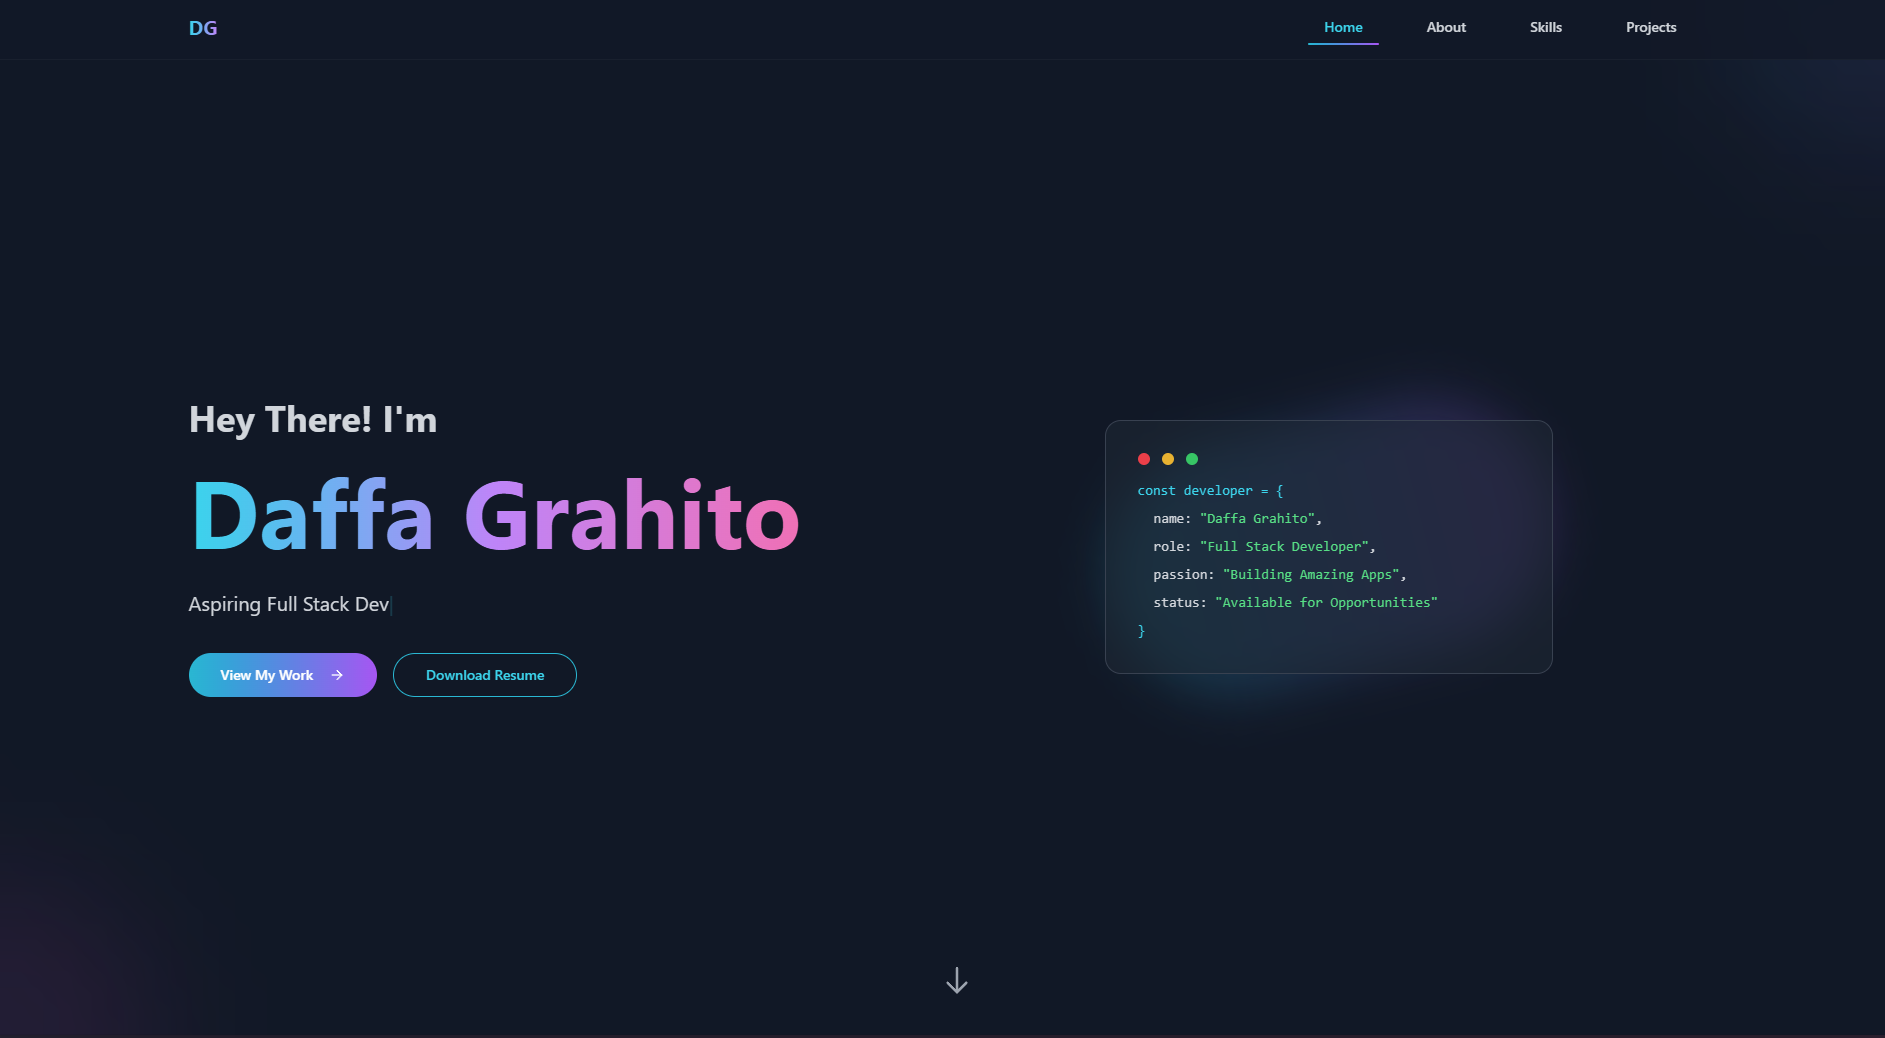 DG
Home About Skills Projects
Hey There! I'm
Daffa Grahito
Aspiring Full Stack Dev
View My Work → Download Resume
const developer = {
name: "Daffa Grahito",
role: "Full Stack Developer",
passion: "Building Amazing Apps",
status: "Available for Opportunities"
}